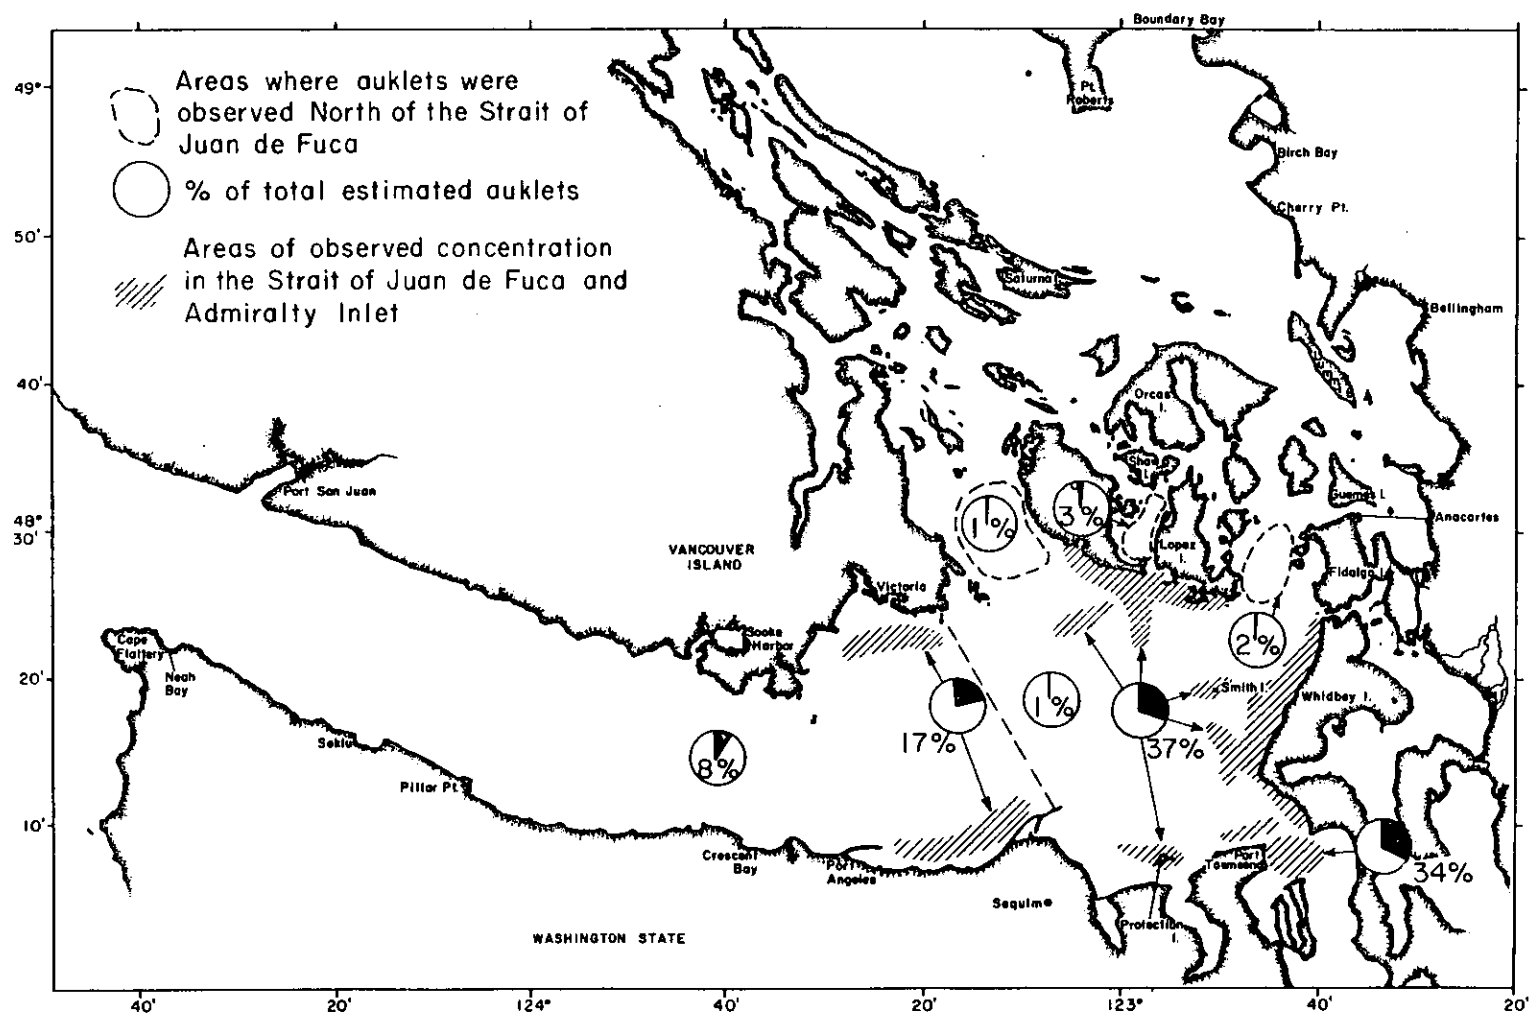 Boundary Bay
Areas where auklets were
observed North of the Strait of
Juan de Fuca
% of total estimated auklets
Areas of observed concentration
in the Strait of Juan de Fuca and
Admiralty Inlet
49°
50'
40'
48°
30'
20'
10'
Pt.
Roberts
Birch Bay
Cherry Pt.
Saturna I.
Bellingham
Orcas
I.
Shaw
I.
Port San Juan
Guemes I.
Anacortes
1%
3%
VANCOUVER
ISLAND
Lopez
I.
Fidalgo I.
Victoria
Cape
Flattery
Neah
Bay
Sooke
Harbor
2%
Smith I.
Whidbey I.
1%
17%
37%
8%
Sekiu
Pillar Pt.
Crescent
Bay
Port
Angeles
Port
Townsend
34%
Sequim
Protection
I.
WASHINGTON STATE
40'
20'
124°
40'
20'
123°
40'
20'